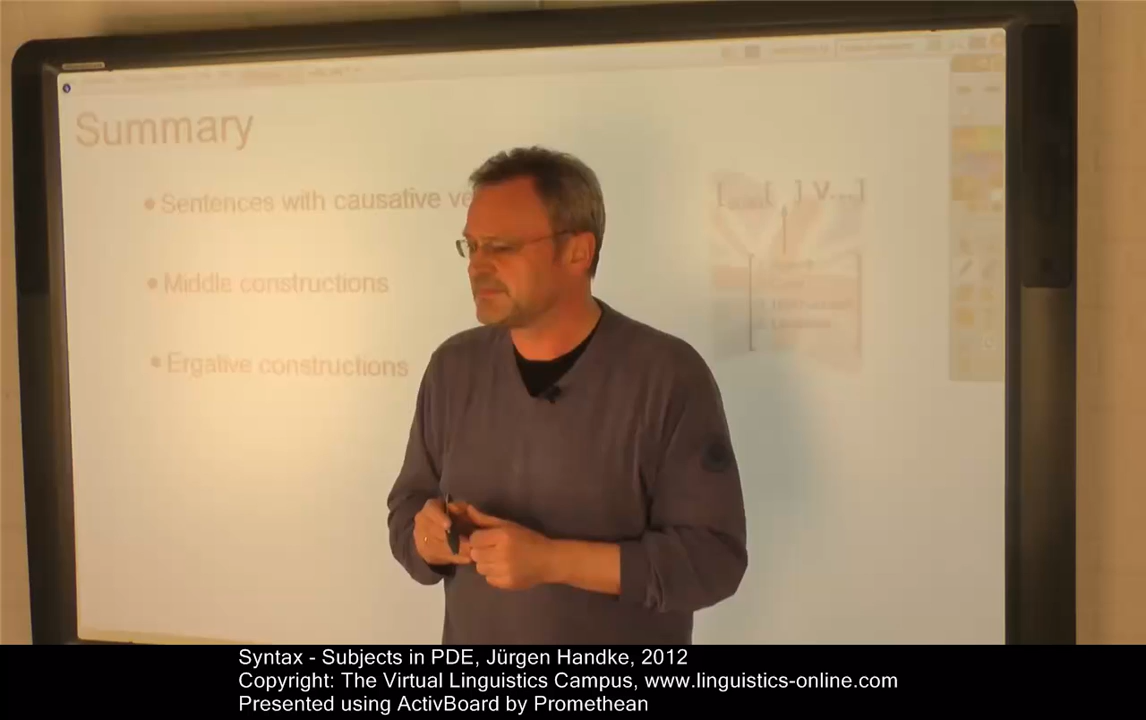 Summary
• Sentences with causative
• Middle constructions
• Ergative constructions
V...]
Syntax - Subjects in PDE, Jürgen Handke, 2012
Copyright: The Virtual Linguistics Campus, www.linguistics-online.com
Presented using ActivBoard by Promethean